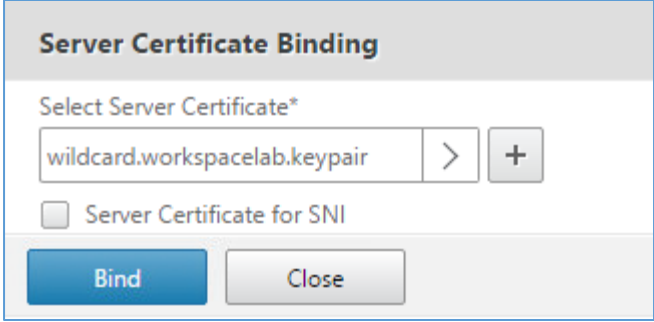 Server Certificate Binding
Select Server Certificate*
wildcard.workspacelab.keypair > +
Server Certificate for SNI
Bind Close